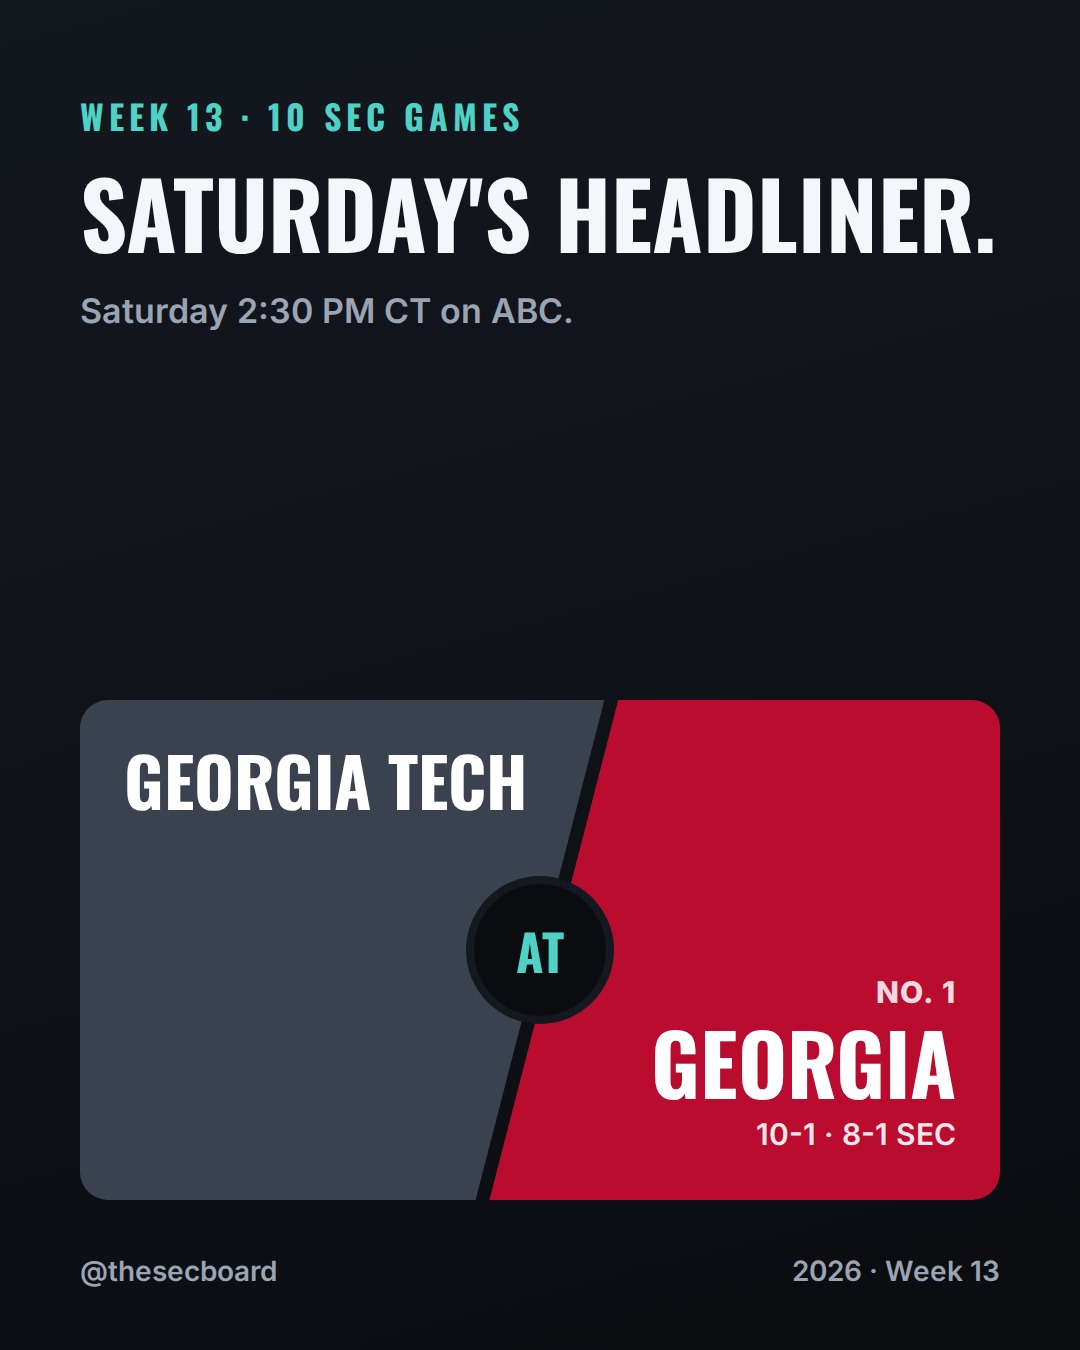 WEEK 13 · 10 SEC GAMES
SATURDAY'S HEADLINER.
Saturday 2:30 PM CT on ABC.
GEORGIA TECH
AT
NO. 1
GEORGIA
10-1 · 8-1 SEC
@thesecboard
2026 · Week 13